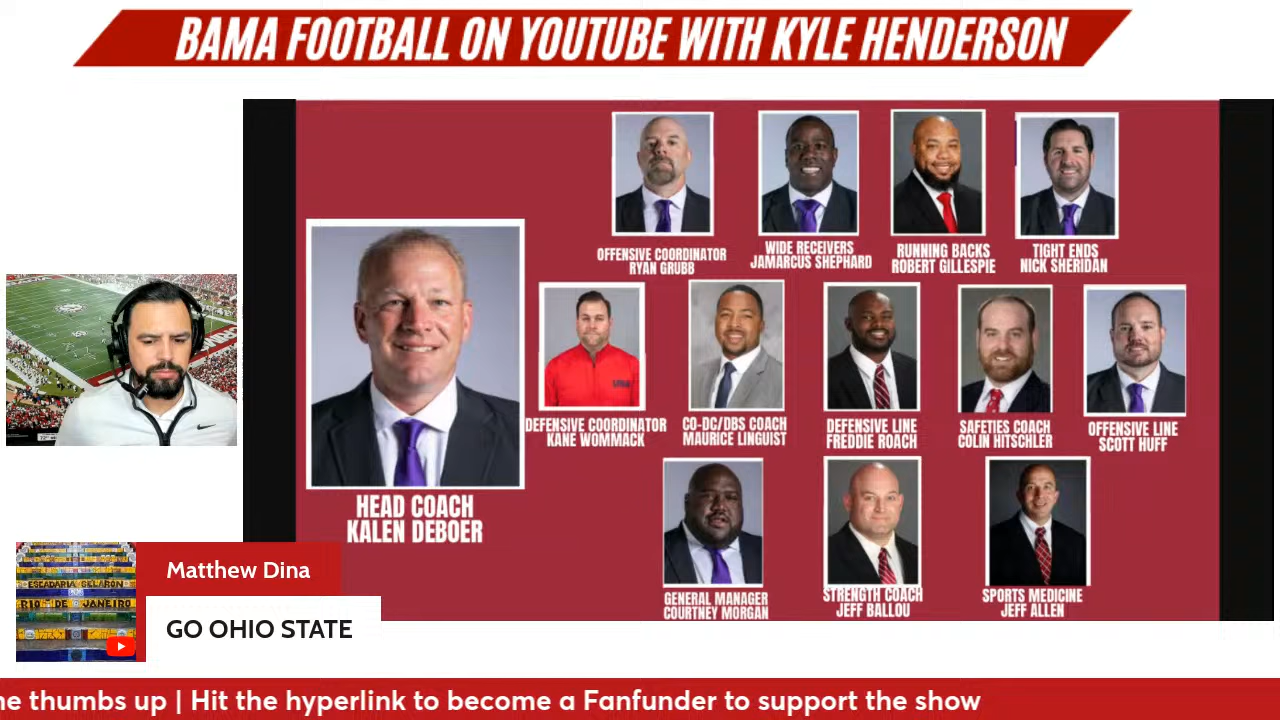 BAMA FOOTBALL ON YOUTUBE WITH KYLE HENDERSON
OFFENSIVE COORDINATOR
RYAN GRUBB
WIDE RECEIVERS
JAMARCUS SHEPHARD
RUNNING BACKS
ROBERT GILLESPIE
TIGHT ENDS
NICK SHERIDAN
HEAD COACH
KALEN DEBOER
DEFENSIVE COORDINATOR
KANE WOMMACK
CO-DC/DBS COACH
MAURICE LINGUIST
DEFENSIVE LINE
FREDDIE ROACH
SAFETIES COACH
COLIN HITSCHLER
OFFENSIVE LINE
SCOTT HUFF
GENERAL MANAGER
COURTNEY MORGAN
STRENGTH COACH
JEFF BALLOU
SPORTS MEDICINE
JEFF ALLEN
ESCADARIA SELARÓN
RIO DE JANEIRO
Matthew Dina
GO OHIO STATE
he thumbs up | Hit the hyperlink to become a Fanfunder to support the show